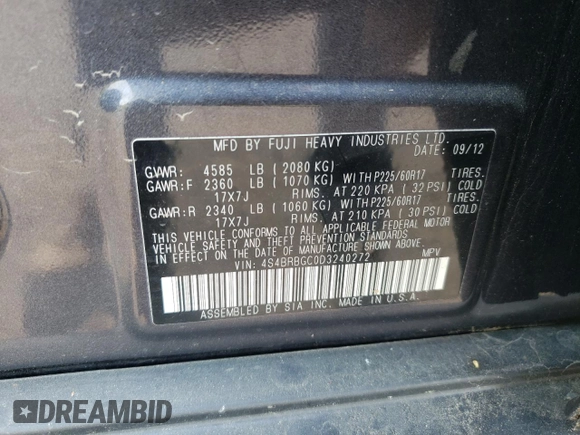 MFD BY FUJI HEAVY INDUSTRIES LTD.
DATE: 09/12
GVWR: 4585 LB (2080 KG)
GAWR:F 2360 LB (1070 KG) WITH P225/60R17 TIRES.
17X7J RIMS. AT 220 KPA (32 PSI) COLD
GAWR:R 2340 LB (1060 KG) WITH P225/60R17 TIRES.
17X7J RIMS. AT 210 KPA (30 PSI) COLD
THIS VEHICLE CONFORMS TO ALL APPLICABLE FEDERAL MOTOR
VEHICLE SAFETY AND THEFT PREVENTION STANDARDS IN
EFFECT ON THE DATE OF MANUFACTURE SHOWN ABOVE.
VIN: 4S4BRBGC0D3240272 MPV
ASSEMBLED BY SIA INC. MADE IN U.S.A.
DREAMBID